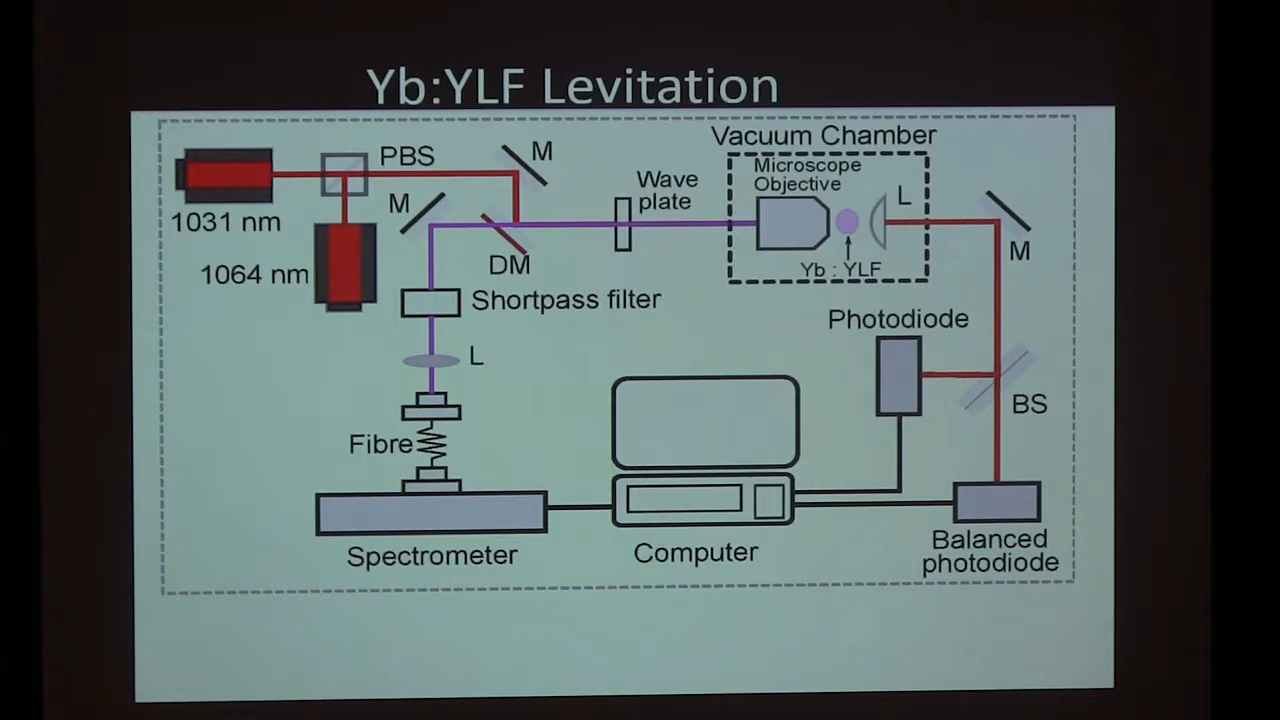 Yb:YLF Levitation
Vacuum Chamber
PBS
M
Microscope
Objective
Wave
plate
L
M
1031 nm
M
DM
Yb : YLF
1064 nm
Shortpass filter
Photodiode
L
BS
Fibre
Spectrometer
Computer
Balanced
photodiode